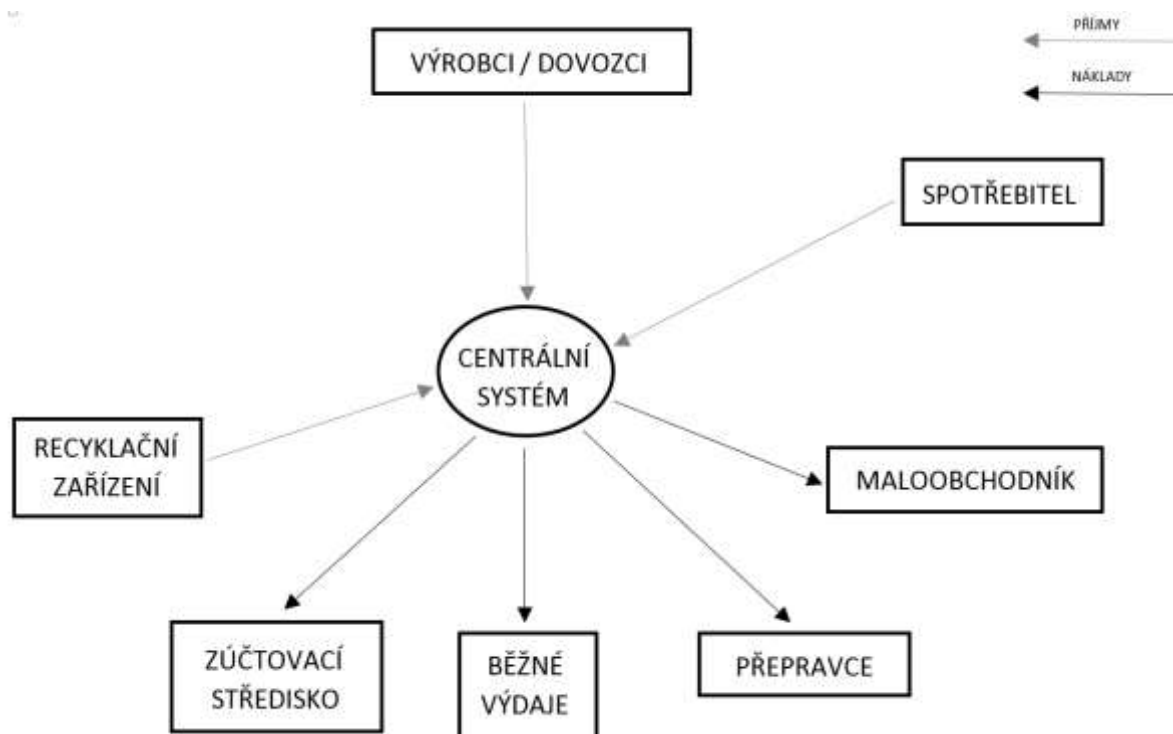 PŘÍJMY
VÝROBCI / DOVOZCI
NÁKLADY
SPOTŘEBITEL
CENTRÁLNÍ
SYSTÉM
RECYKLAČNÍ
ZAŘÍZENÍ
MALOOBCHODNÍK
ZÚČTOVACÍ
STŘEDISKO
BĚŽNÉ
VÝDAJE
PŘEPRAVCE